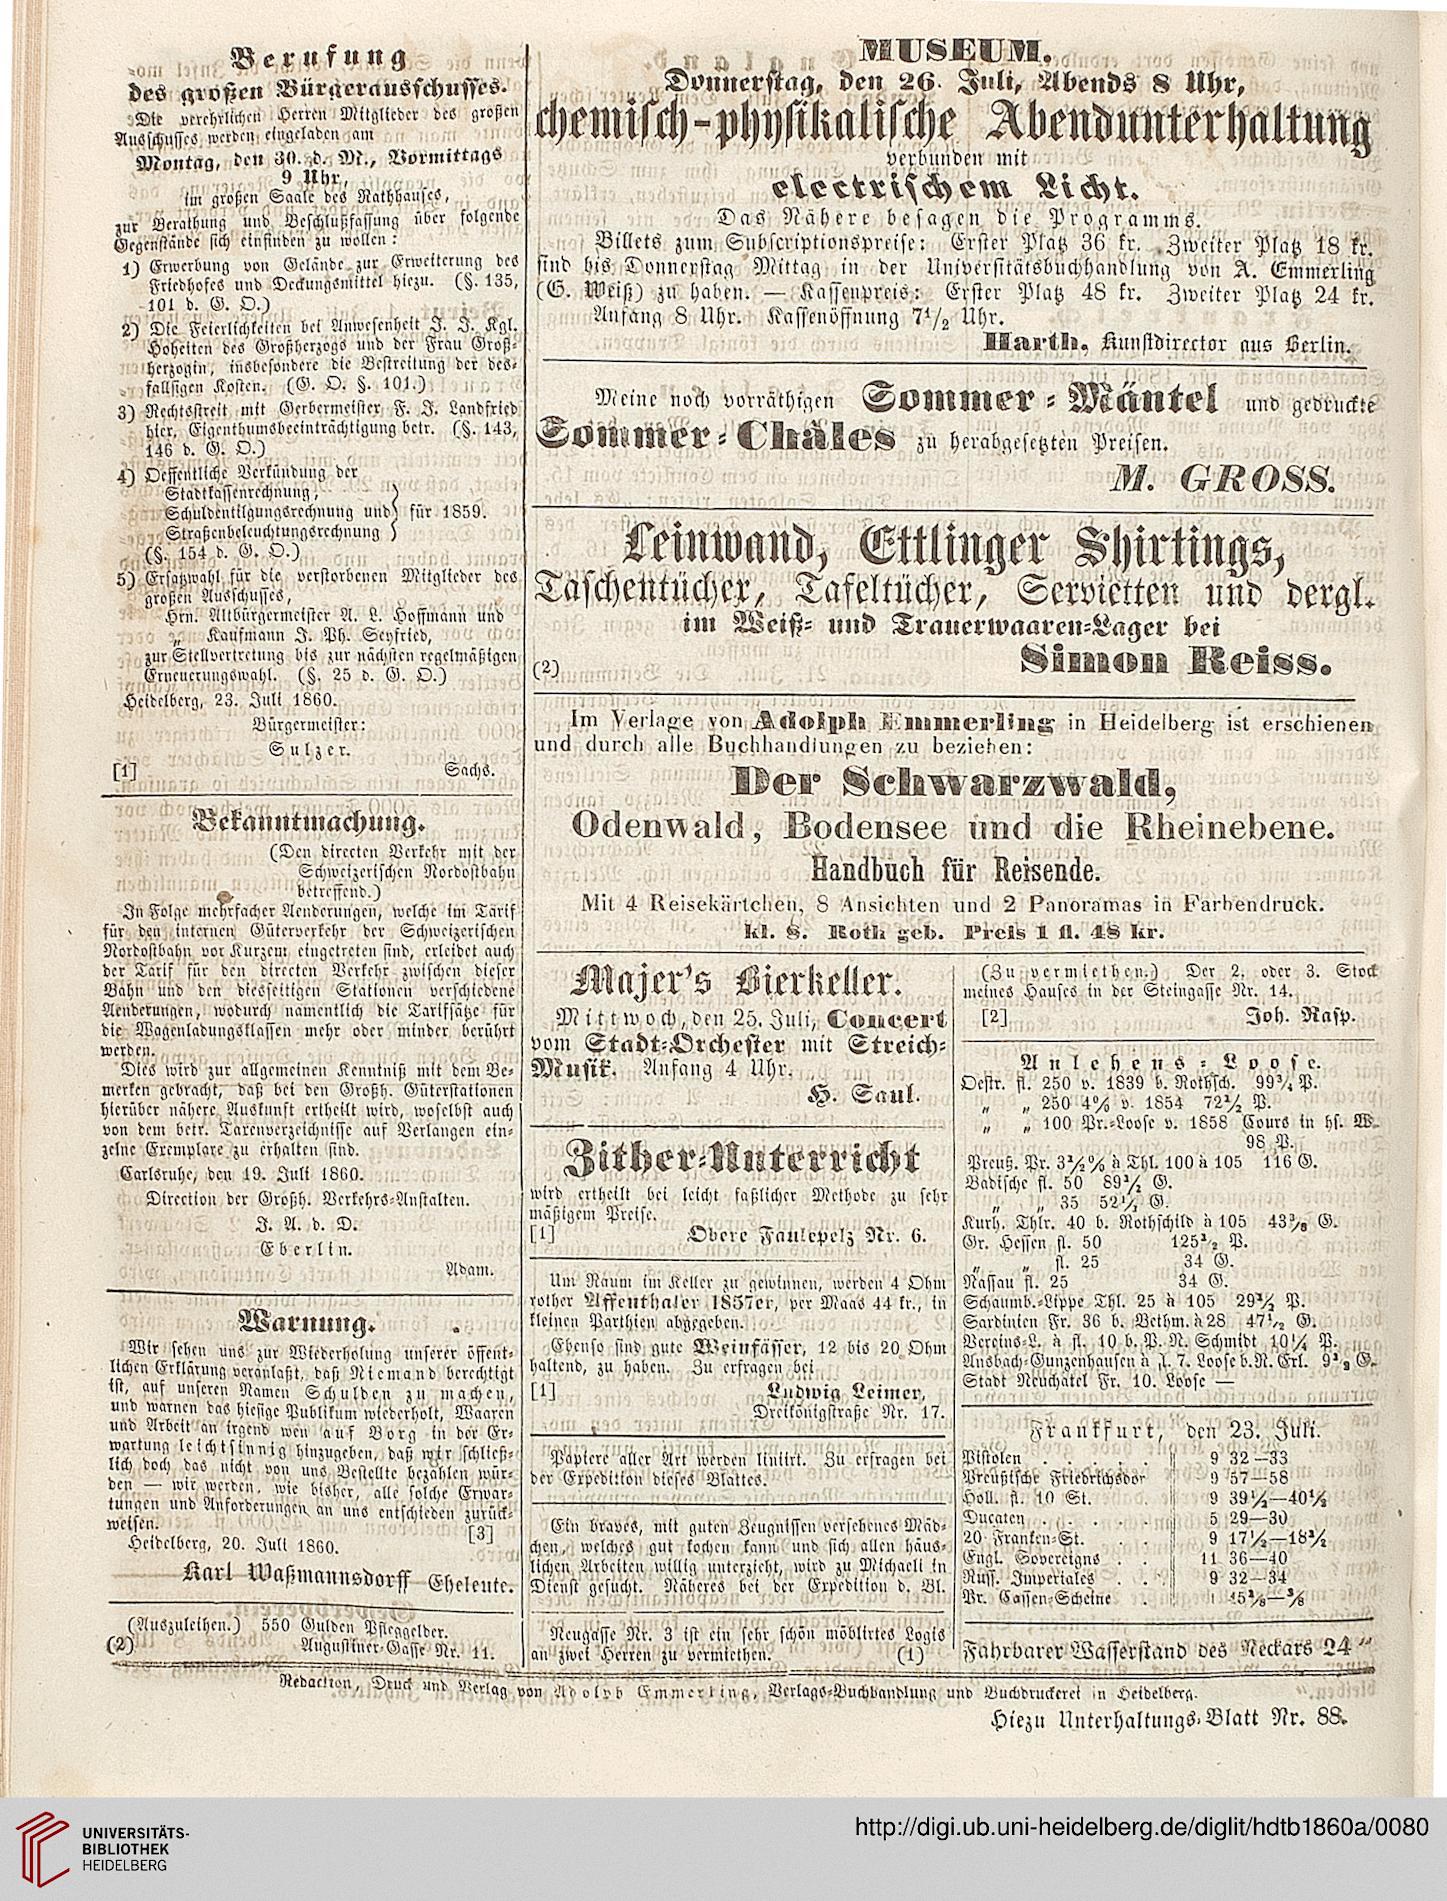 Berufung
des großen Bürgerausschusses.
Die verehrlichen Herren Mitglieder des großen
Ausschusses werden eingeladen am
Montag, den 30. d. M., Vormittags
9 Uhr,
im großen Saale des Rathhauses,
zur Berathung und Beschlußfassung über folgende
Gegenstände sich einfinden zu wollen:
1) Erwerbung von Gelände zur Erweiterung des
Friedhofes und Deckungsmittel hiezu. (§. 135,
101 d. G. O.)
2) Die Feierlichkeiten bei Anwesenheit J. J. Kgl.
Hoheiten des Großherzogs und der Frau Groß-
herzogin, insbesondere die Bestreitung der des-
fallsigen Kosten. (G. O. §. 101.)
3) Rechtsstreit mit Gerbermeister F. J. Landfried
hier, Eigenthumsbeeinträchtigung betr. (§. 143,
146 d. G. O.)
4) Oeffentliche Verkündung der
Stadtkassenrechnung,
Schuldentilgungsrechnung und } für 1859.
Straßenbeleuchtungsrechnung
(§. 154 d. G. O.)
5) Ersatzwahl für die verstorbenen Mitglieder des
großen Ausschusses,
Hrn. Altbürgermeister A. L. Hoffmann und
„ Kaufmann J. Ph. Seyfried,
zur Stellvertretung bis zur nächsten regelmäßigen
Erneuerungswahl. (§. 25 d. G. O.)
Heidelberg, 23. Juli 1860.
Bürgermeister:
Sulzer.
[1] Sachs.
Bekanntmachung.
(Den directen Verkehr mit der
Schweizerischen Nordostbahn
betreffend.)
In Folge mehrfacher Aenderungen, welche im Tarif
für den internen Güterverkehr der Schweizerischen
Nordostbahn vor Kurzem eingetreten sind, erleidet auch
der Tarif für den directen Verkehr zwischen dieser
Bahn und den diesseitigen Stationen verschiedene
Aenderungen, wodurch namentlich die Tarifsätze für
die Wagenladungsklassen mehr oder minder berührt
werden.
Dies wird zur allgemeinen Kenntniß mit dem Be-
merken gebracht, daß bei den Großh. Güterstationen
hierüber nähere Auskunft ertheilt wird, woselbst auch
von dem betr. Taxenverzeichnisse auf Verlangen ein-
zelne Exemplare zu erhalten sind.
Carlsruhe, den 19. Juli 1860.
Direction der Großh. Verkehrs-Anstalten.
J. A. d. D.
Eberlin.
Adam.
Warnung.
Wir sehen uns zur Wiederholung unserer öffent-
lichen Erklärung veranlaßt, daß Niemand berechtigt
ist, auf unseren Namen Schulden zu machen,
und warnen das hiesige Publikum wiederholt, Waaren
und Arbeit an irgend wen auf Borg in der Er-
wartung leichtsinnig hinzugeben, daß wir schließ-
lich doch das nicht von uns Bestellte bezahlen wür-
den — wir werden, wie bisher, alle solche Erwar-
tungen und Anforderungen an uns entschieden zurück-
weisen. [3]
Heidelberg, 20. Juli 1860.
Karl Waßmannsdorff Eheleute.
(Auszuleihen.) 550 Gulden Pfleggelder.
(2) Augustiner-Gasse Nr. 11.
MUSEUM.
Donnerstag, den 26. Juli, Abends 8 Uhr,
chemisch-physikalische Abendunterhaltung
verbunden mit
electrischem Licht.
Das Nähere besagen die Programms.
Billets zum Subscriptionspreise: Erster Platz 36 kr. Zweiter Platz 18 kr.
sind bis Donnerstag Mittag in der Universitätsbuchhandlung von A. Emmerling
(G. Weiß) zu haben. — Kassenpreis: Erster Platz 48 kr. Zweiter Platz 24 kr.
Anfang 8 Uhr. Kassenöffnung 7½ Uhr.
Harth, Kunstdirector aus Berlin.
Meine noch vorräthigen Sommer-Mäntel und gedruckte
Sommer-Châles zu herabgesetzten Preisen.
M. GROSS.
Leinwand, Ettlinger Shirtings,
Taschentücher, Tafeltücher, Servietten und dergl.
im Weiß- und Trauerwaaren-Lager bei
(2) Simon Reiss.
Im Verlage von Adolph Emmerling in Heidelberg ist erschienen
und durch alle Buchhandlungen zu beziehen:
Der Schwarzwald,
Odenwald, Bodensee und die Rheinebene.
Handbuch für Reisende.
Mit 4 Reisekärtchen, 8 Ansichten und 2 Panoramas in Farbendruck.
kl. 8. Roth geb. Preis 1 fl. 48 kr.
Majer's Bierkeller.
Mittwoch, den 25. Juli, Concert
vom Stadt-Orchester mit Streich-
Musik. Anfang 4 Uhr.
H. Saul.
Zither-Unterricht
wird ertheilt bei leicht faßlicher Methode zu sehr
mäßigem Preise.
[1] Obere Faulepelz Nr. 6.
Um Raum im Keller zu gewinnen, werden 4 Ohm
rother Affenthaler 1857er, per Maas 44 kr., in
kleinen Parthien abgegeben.
Ebenso sind gute Weinfässer, 12 bis 20 Ohm
haltend, zu haben. Zu erfragen bei
[1] Ludwig Leimer,
Dreikönigstraße Nr. 17.
Papiere aller Art werden liniirt. Zu erfragen bei
der Expedition dieses Blattes.
Ein braves, mit guten Zeugnissen versehenes Mäd-
chen, welches gut kochen kann und sich allen häus-
lichen Arbeiten willig unterzieht, wird zu Michaeli in
Dienst gesucht. Näheres bei der Expedition d. Bl.
Neugasse Nr. 3 ist ein sehr schön möblirtes Logis
an zwei Herren zu vermiethen. (1)
(Zu vermiethen.) Der 2. oder 3. Stock
meines Hauses in der Steingasse Nr. 14.
[2] Joh. Rasp.
Anlehens-Loose.
Oestr. fl. 250 v. 1839 b. Rothsch. 99¾ P.
„ „ 250 4% v. 1854 72½ P.
„ „ 100 Pr.-Loose v. 1858 Cours in hs. W.
98 P.
Preuß. Pr. 3½% à Thl. 100 à 105 116 G.
Badische fl. 50 89½ G.
„ „ 35 52½ G.
Kurh. Thlr. 40 b. Rothschild à 105 43⅜ G.
Gr. Hessen fl. 50 125½ P.
„ „ fl. 25 34 G.
Nassau fl. 25 34 G.
Schaumb.-Lippe Thl. 25 à 105 29½ P.
Sardinien Fr. 36 b. Bethm. à 28 47½ G.
Vereins-L. à fl. 10 b. P. N. Schmidt 10¼ P.
Ansbach-Gunzenhausen à fl. 7. Loose b. N. Erl. G.
Stadt Neuchatel Fr. 10. Loose —
Frankfurt, den 23. Juli.
Pistolen . . . . . 9 32—33
Preußische Friedrichsdor 9 57—58
Holl. fl. 10 St. . . 9 39½—40½
Ducaten . . . . . 5 29—30
20 Franken-St. . . 9 17½—18½
Engl. Sovereigns . . 11 36—40
Russ. Imperiales . . 9 32—34
Pr. Cassen-Scheine . 1 45⅛—⅜
Fahrbarer Wasserstand des Neckars 24"
Redaction, Druck und Verlag von Adolph Emmerling, Verlags-Buchhandlung und Buchdruckerei in Heidelberg.
Hiezu Unterhaltungs-Blatt Nr. 88.
UNIVERSITÄTS-
BIBLIOTHEK
HEIDELBERG
http://digi.ub.uni-heidelberg.de/diglit/hdtb1860a/0080